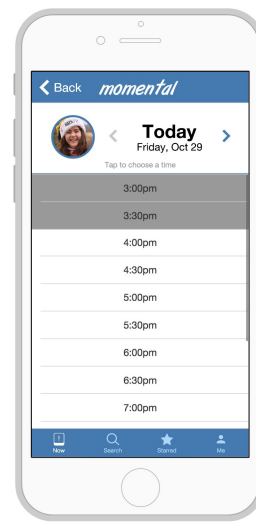 Back momental
Today
Friday, Oct 29
Tap to choose a time
3:00pm
3:30pm
4:00pm
4:30pm
5:00pm
5:30pm
6:00pm
6:30pm
7:00pm
Now Search Starred Me